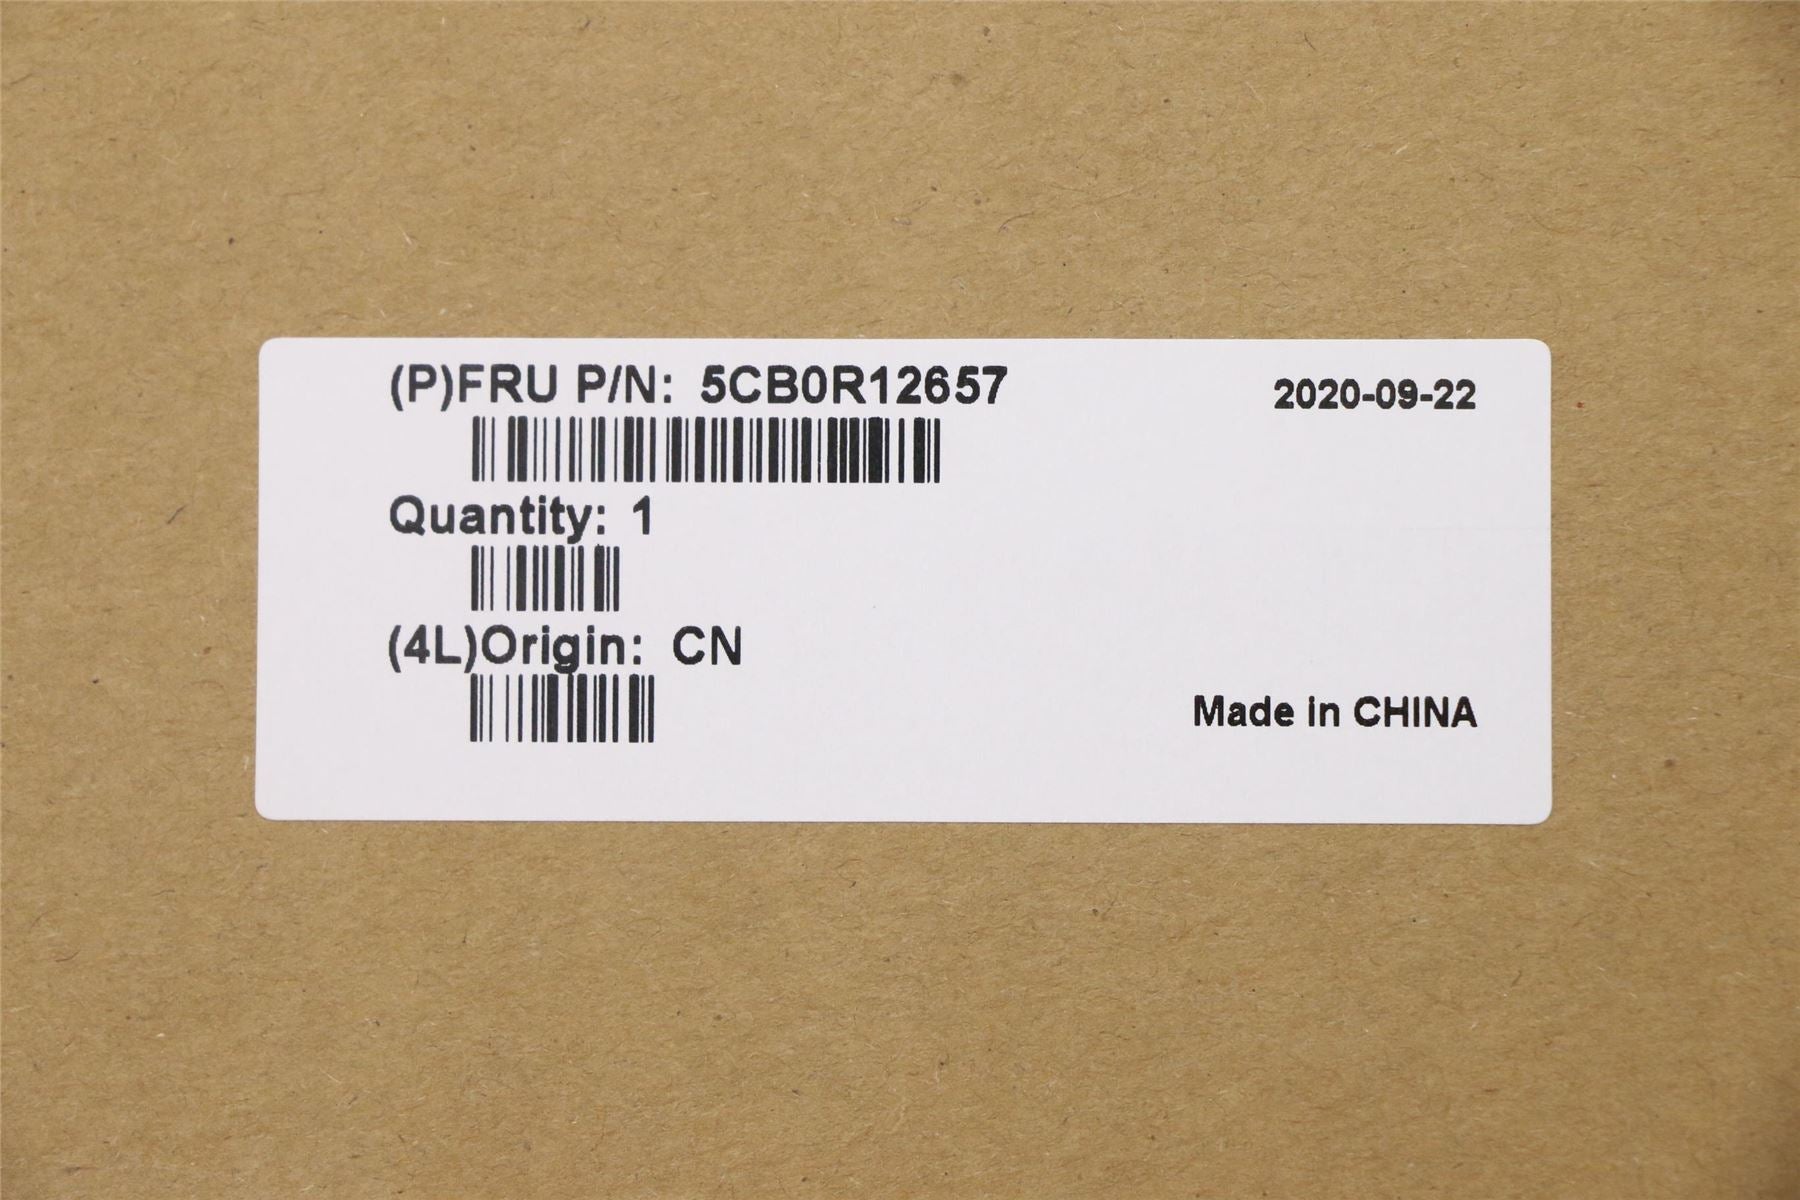 (P)FRU P/N: 5CB0R12657
2020-09-22
Quantity: 1
(4L)Origin: CN
Made in CHINA